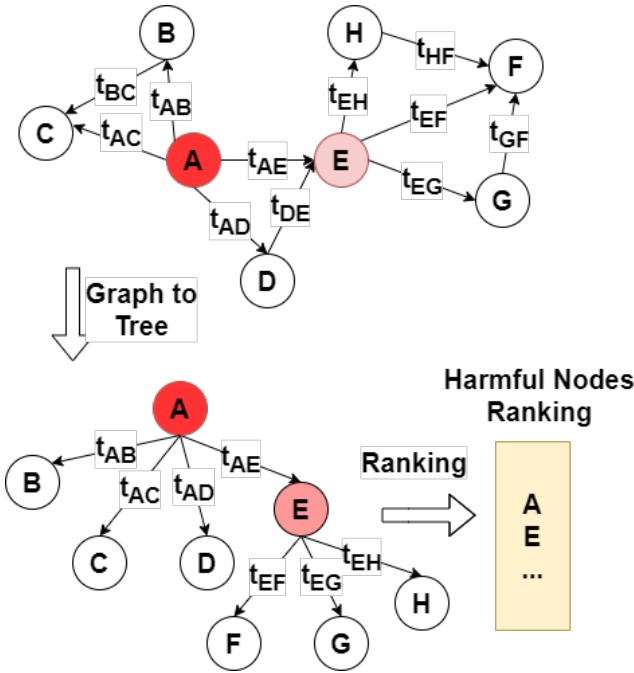 B
H
t_HF
F
t_BC
t_AB
t_EH
t_EF
C
t_AC
A
t_AE
E
t_GF
t_EG
G
t_AD
t_DE
D
Graph to
Tree
Harmful Nodes
Ranking
A
t_AB
t_AE
B
t_AC
t_AD
E
Ranking
A
E
...
C
D
t_EF
t_EG
t_EH
H
F
G